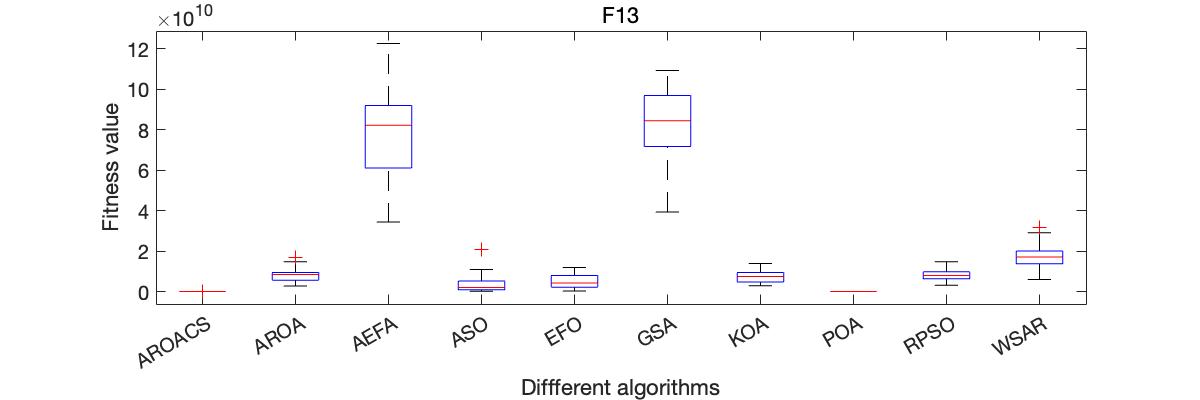 F13
×10^10
12
10
8
6
4
2
0
Fitness value
AROACS
AROA
AEFA
ASO
EFO
GSA
KOA
POA
RPSO
WSAR
Diffferent algorithms